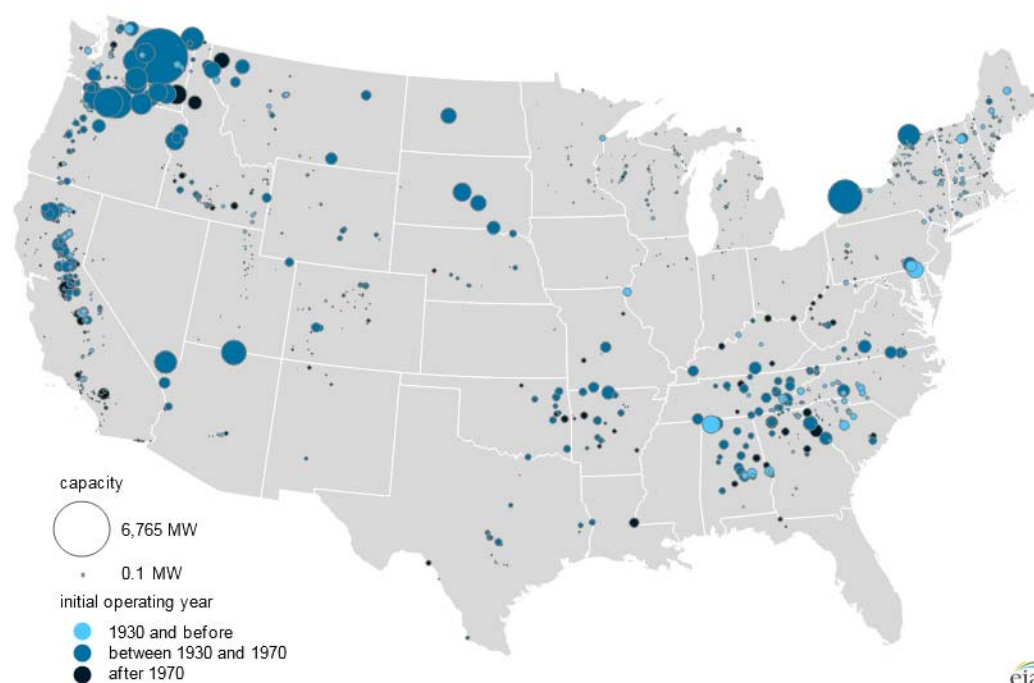 capacity
6,765 MW
0.1 MW
initial operating year
1930 and before
between 1930 and 1970
after 1970
eia